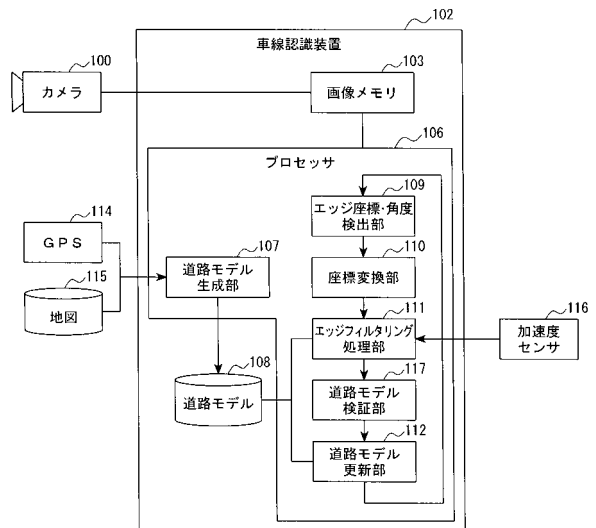 102
車線認識装置
100
カメラ
103
画像メモリ
106
プロセッサ
109
エッジ座標・角度
検出部
114
GPS
107
道路モデル
生成部
110
座標変換部
115
地図
111
エッジフィルタリング
処理部
116
加速度
センサ
108
道路モデル
117
道路モデル
検証部
112
道路モデル
更新部